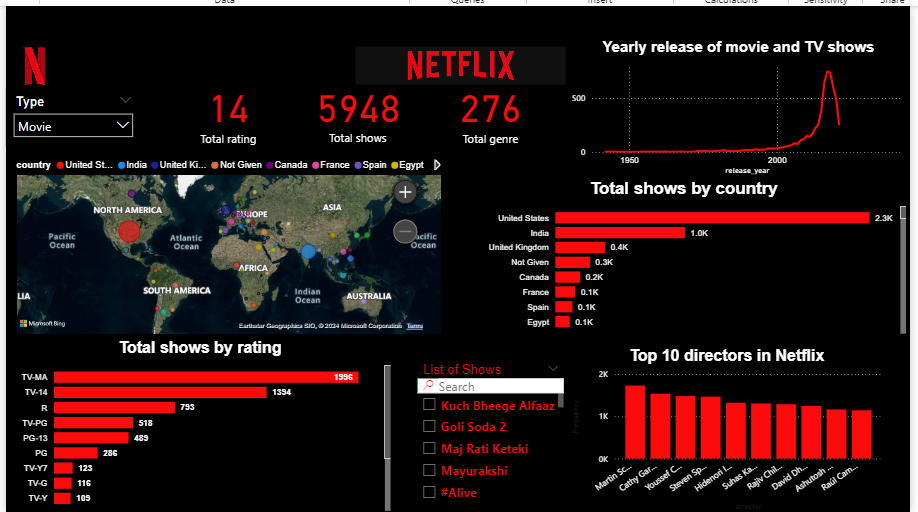 Data Queries Insert Calculations Sensitivity Share
N
NETFLIX
Type
Movie
14
Total rating
5948
Total shows
276
Total genre
Yearly release of movie and TV shows
500
0
1950 2000
release_year
country United St... India United Ki... Not Given Canada France Spain Egypt
NORTH AMERICA
EUROPE
ASIA
Pacific
Ocean
Atlantic
Ocean
Pacific
Ocean
AFRICA
SOUTH AMERICA
Indian
Ocean
LIA
AUSTRALIA
Microsoft Bing
Earthstar Geographics SIO, © 2024 Microsoft Corporation Terms
Total shows by country
United States 2.3K
India 1.0K
United Kingdom 0.4K
Not Given 0.3K
Canada 0.2K
France 0.1K
Spain 0.1K
Egypt 0.1K
Total shows by rating
TV-MA 1996
TV-14 1394
R 793
TV-PG 518
PG-13 489
PG 286
TV-Y7 123
TV-G 116
TV-Y 109
List of Shows
Search
Kuch Bheege Alfaaz
Goli Soda 2
Maj Rati Keteki
Mayurakshi
#Alive
Top 10 directors in Netflix
2K
1K
0K
Frequency
Martin Sc...
Cathy Gar...
Youssef C...
Steven Sp...
Hidenori I...
Suhas Ka...
Rajiv Chil...
David Dh...
Ashutosh ...
Raúl Cam...